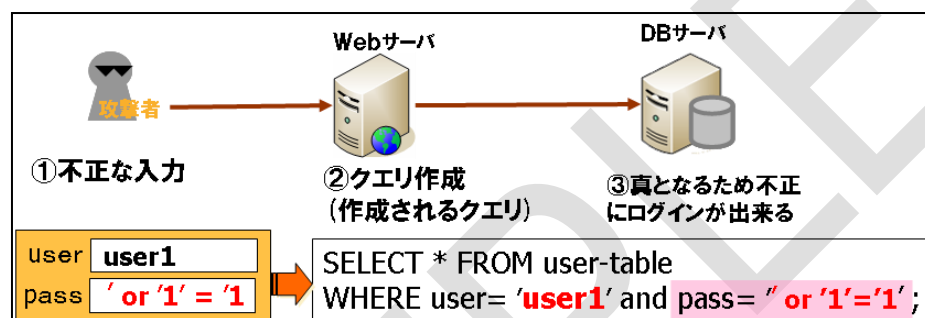 Webサーバ
DBサーバ
攻撃者
①不正な入力
②クエリ作成
(作成されるクエリ)
③真となるため不正
にログインが出来る
user user1
pass ' or '1' = '1
SELECT * FROM user-table
WHERE user= 'user1' and pass= '' or '1'='1' ;